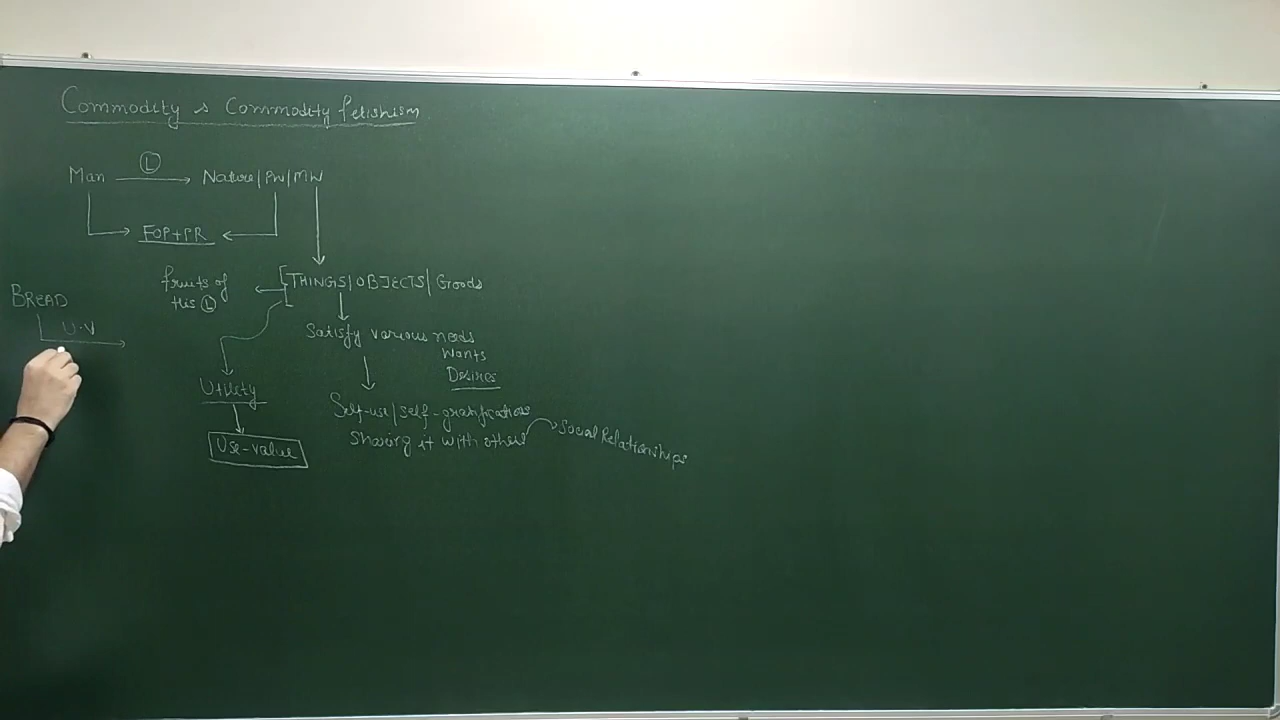 Commodity & Commodity fetishism
L
Man Nature/PW/MW
FOP+PR
fruits of [THINGS/OBJECTS/Goods
this L
BREAD
U.V
Satisfy various needs
Wants
Desires
Utility
Self-use/self-gratification
Sharing it with others Social Relationships
Use-value